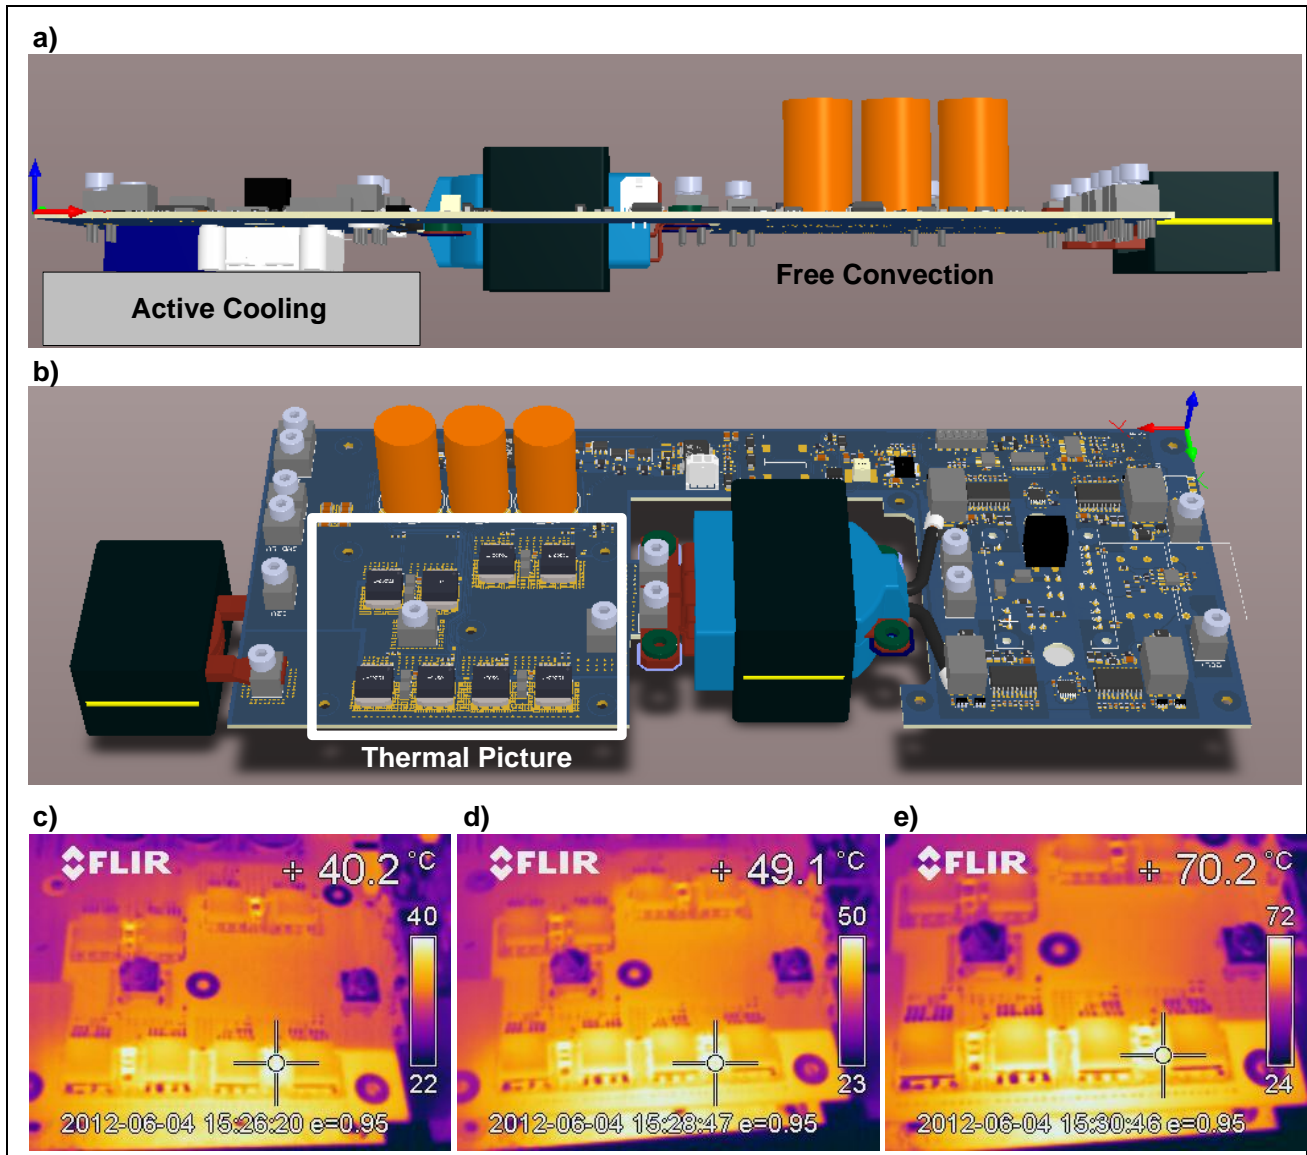 a)
Active Cooling
Free Convection
b)
Thermal Picture
c)
d)
e)
FLIR
+ 40.2 °C
40
22
2012-06-04 15:26:20 e=0.95
FLIR
+ 49.1 °C
50
23
2012-06-04 15:28:47 e=0.95
FLIR
+ 70.2 °C
72
24
2012-06-04 15:30:46 e=0.95